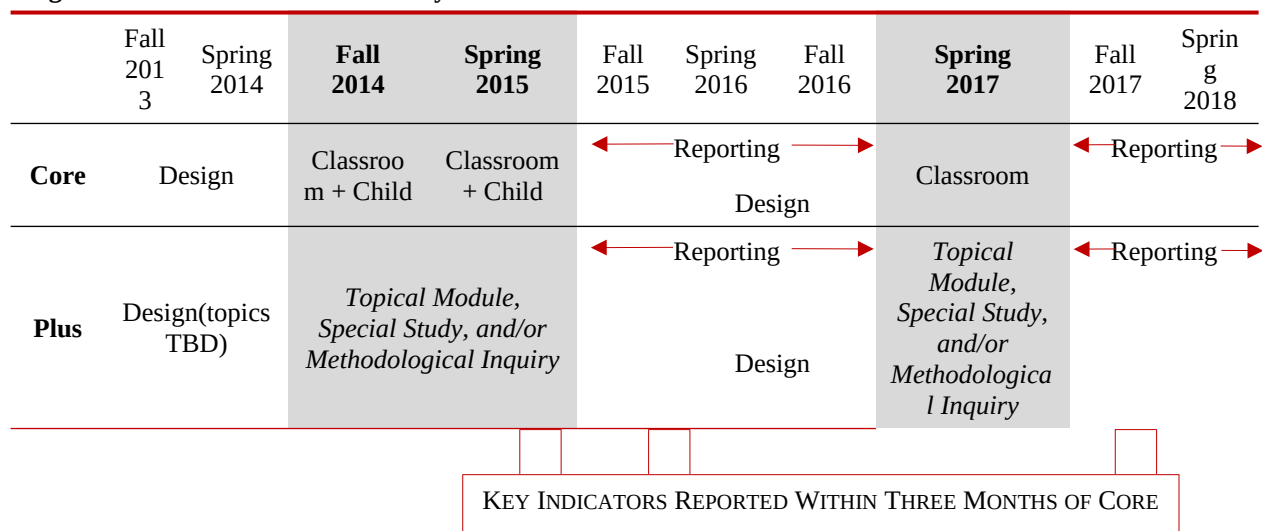 Fall 201 3
Spring 2014
Fall 2014
Spring 2015
Fall 2015
Spring 2016
Fall 2016
Spring 2017
Fall 2017
Sprin g 2018
Core
Design
Classroo m + Child
Classroom + Child
Reporting
Design
Classroom
Reporting
Plus
Design(topics TBD)
Topical Module,
Special Study, and/or
Methodological Inquiry
Reporting
Design
Topical
Module,
Special Study,
and/or
Methodologica
l Inquiry
Reporting
KEY INDICATORS REPORTED WITHIN THREE MONTHS OF CORE